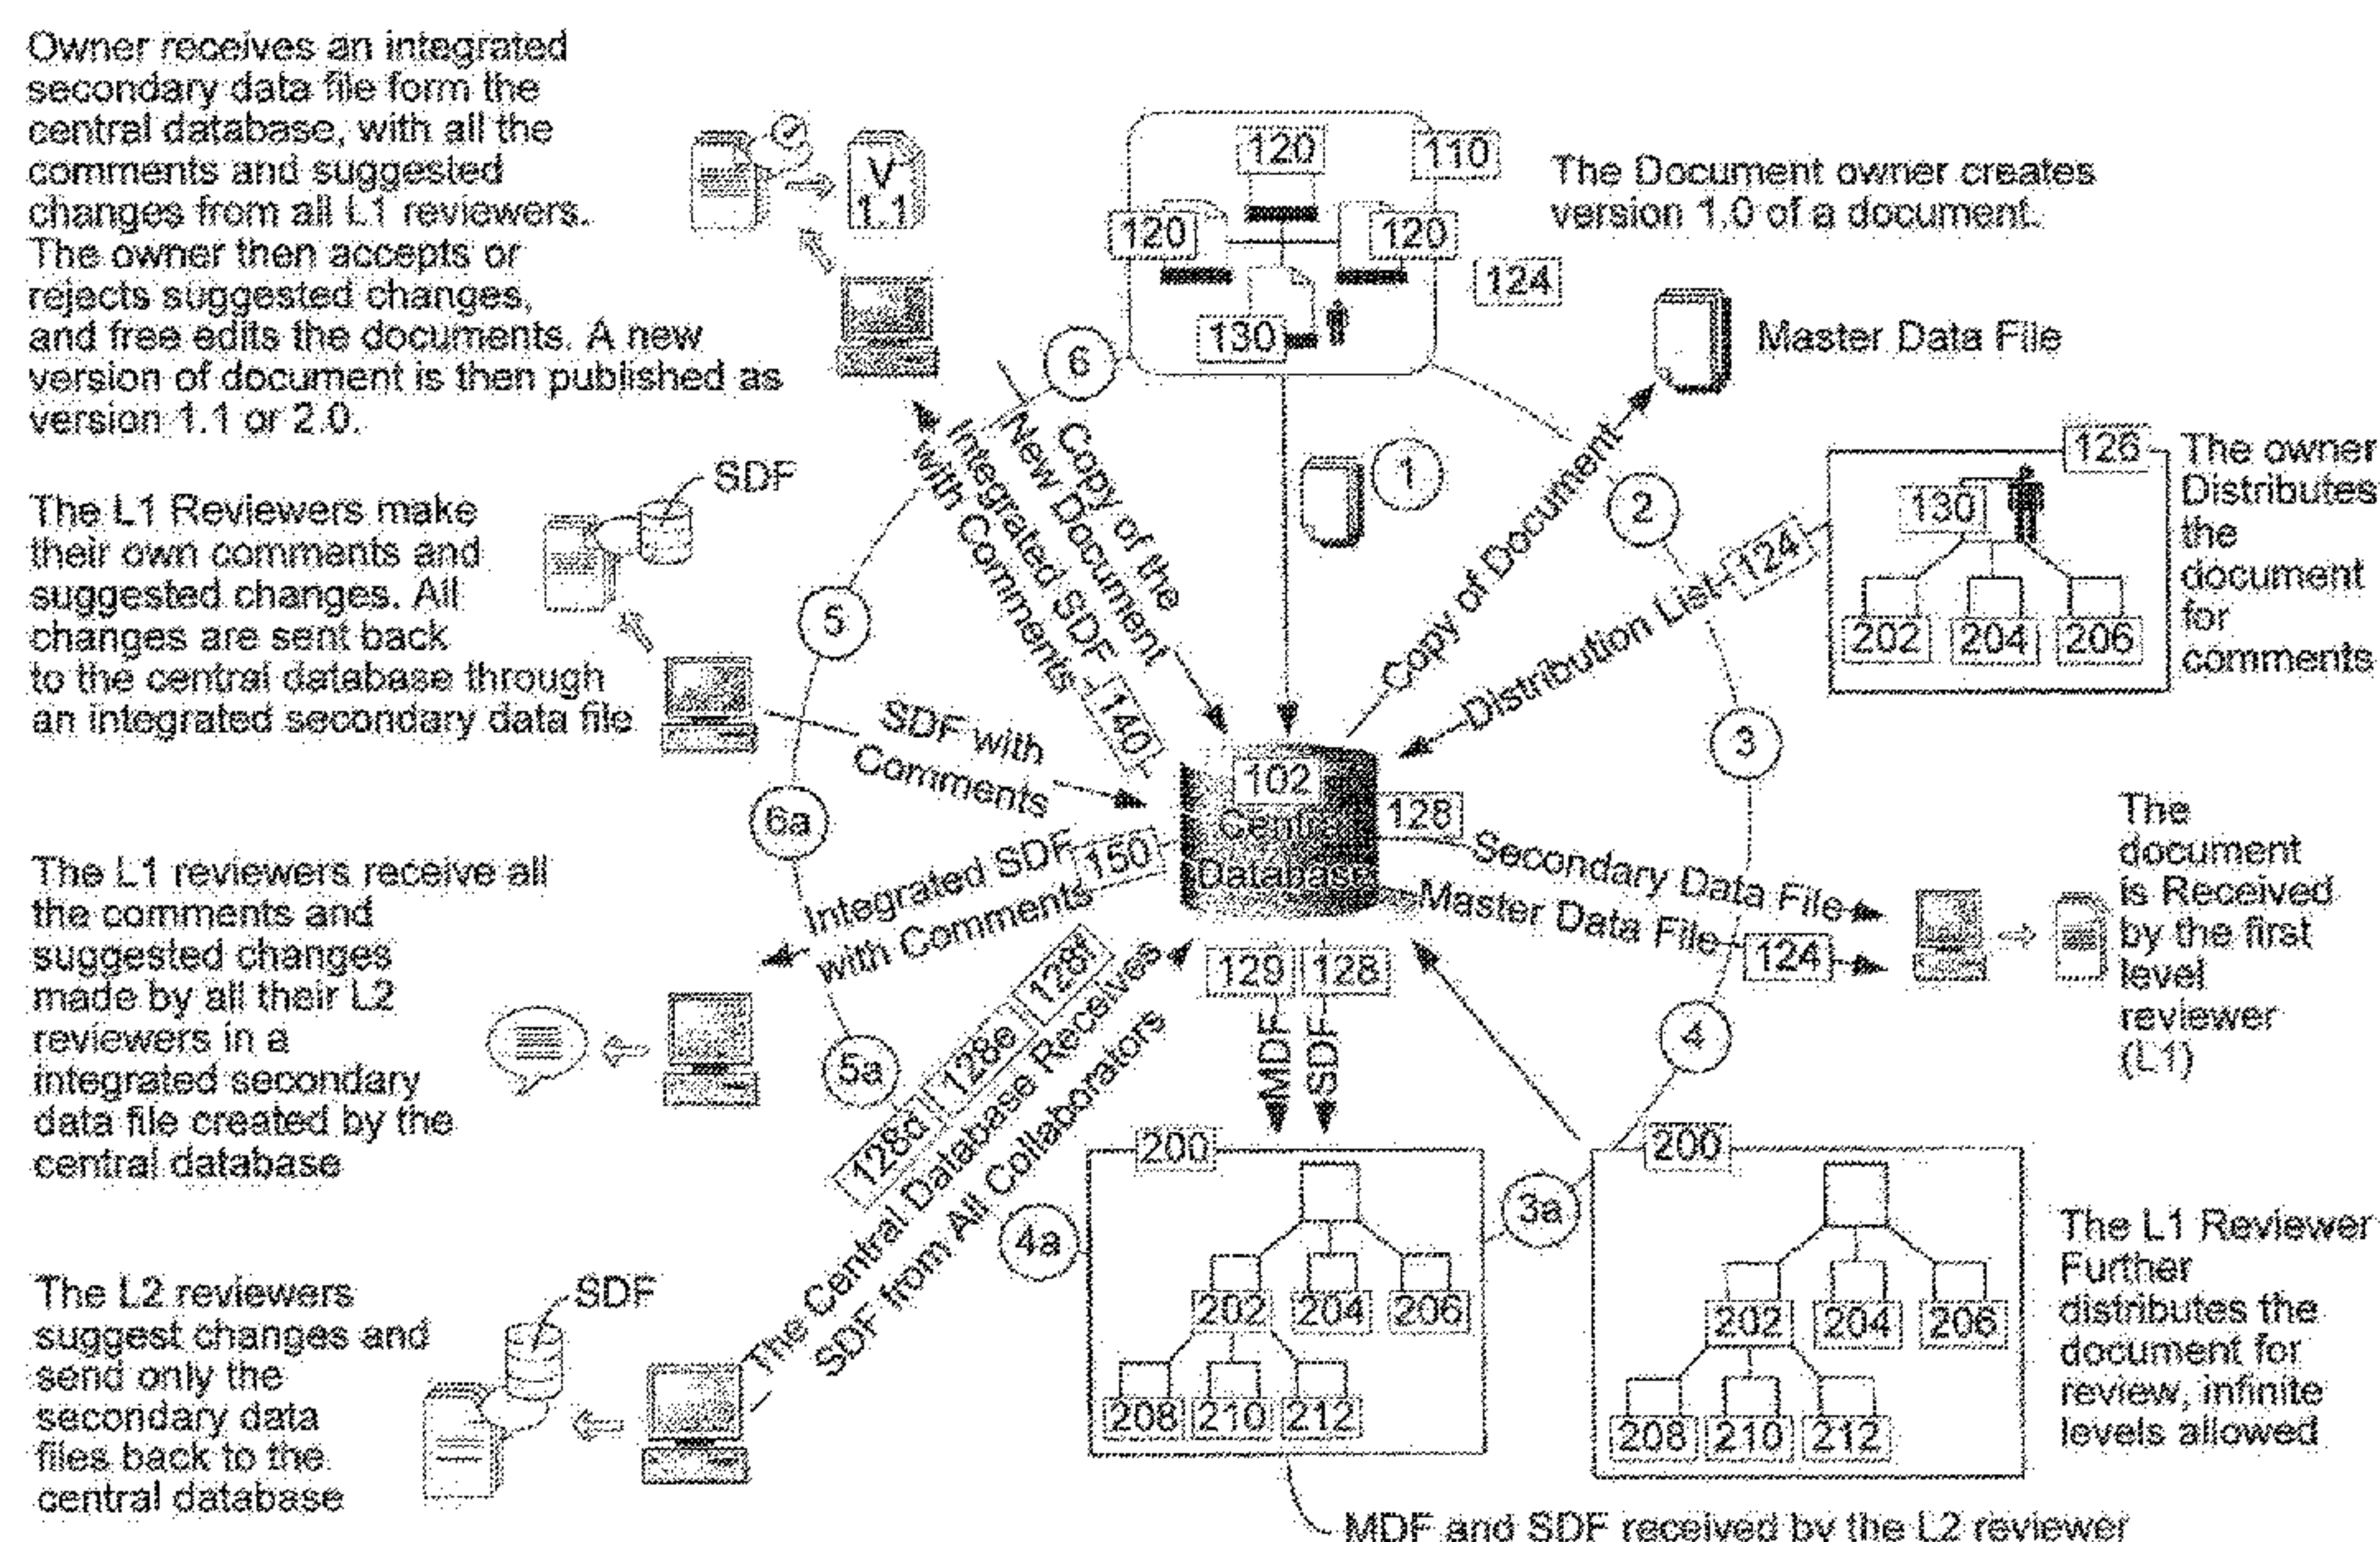 Owner receives an integrated
secondary data file form the
central database, with all the
comments and suggested
changes from all L1 reviewers.
The owner then accepts or
rejects suggested changes,
and free edits the documents. A new
version of document is then published as
version 1.1 or 2.0.
V
1.1
120
110
120
120
130
124
The Document owner creates
version 1.0 of a document.
Master Data File
6
1
2
Copy of the
New Document
Integrated SDF
with Comments
140
Copy of Document
Distribution List
124
126
130
202
204
206
The owner
Distributes
the
document
for
comments
SDF
The L1 Reviewers make
their own comments and
suggested changes. All
changes are sent back
to the central database through
an integrated secondary data file
5
SDF with
Comments
3
102
Central
Database
128
Secondary Data File
Master Data File
124
The
document
is Received
by the first
level
reviewer
(L1)
6a
The L1 reviewers receive all
the comments and
suggested changes
made by all their L2
reviewers in a
integrated secondary
data file created by the
central database
Integrated SDF
with Comments
150
5a
128d
128e
128f
The Central Database Receives
SDF from All Collaborators
129
128
MDF
SDF
4
4a
3a
200
202
204
206
208
210
212
200
202
204
206
208
210
212
The L1 Reviewer
Further
distributes the
document for
review, infinite
levels allowed
The L2 reviewers
suggest changes and
send only the
secondary data
files back to the
central database
SDF
MDF and SDF received by the L2 reviewer